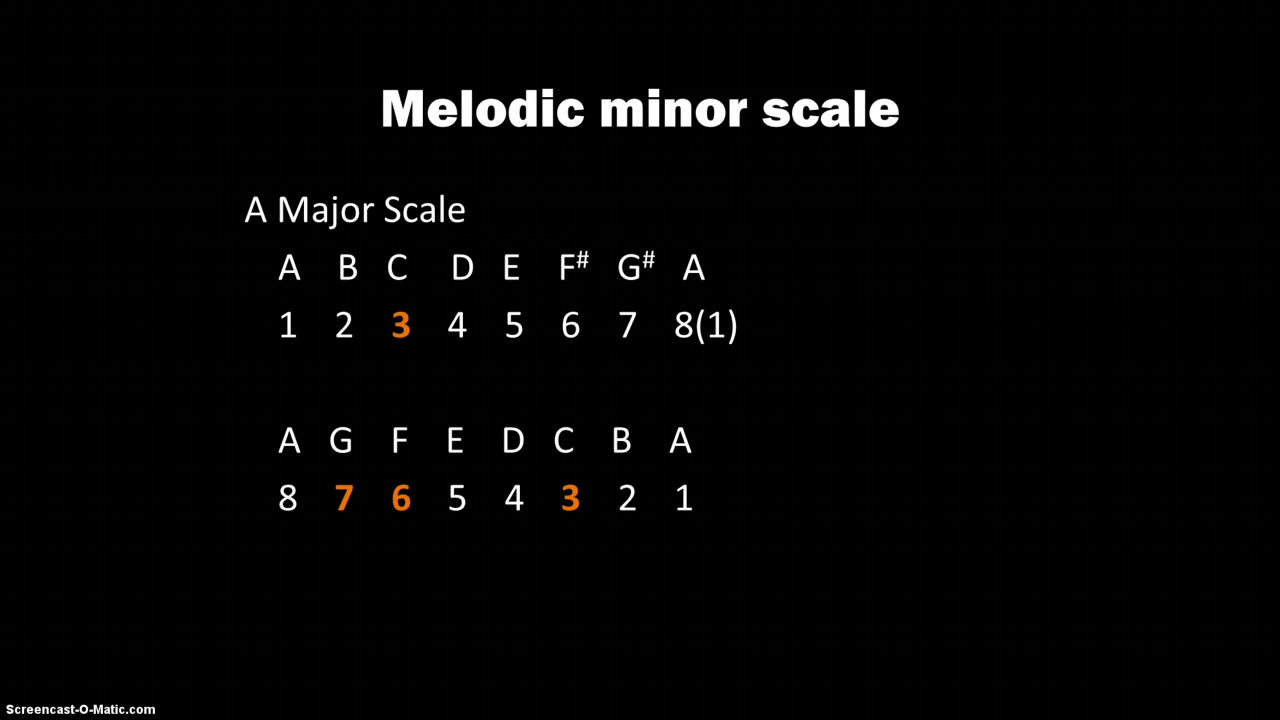 Melodic minor scale
A Major Scale
A B C D E F# G# A
1 2 3 4 5 6 7 8(1)
A G F E D C B A
8 7 6 5 4 3 2 1
Screencast-O-Matic.com